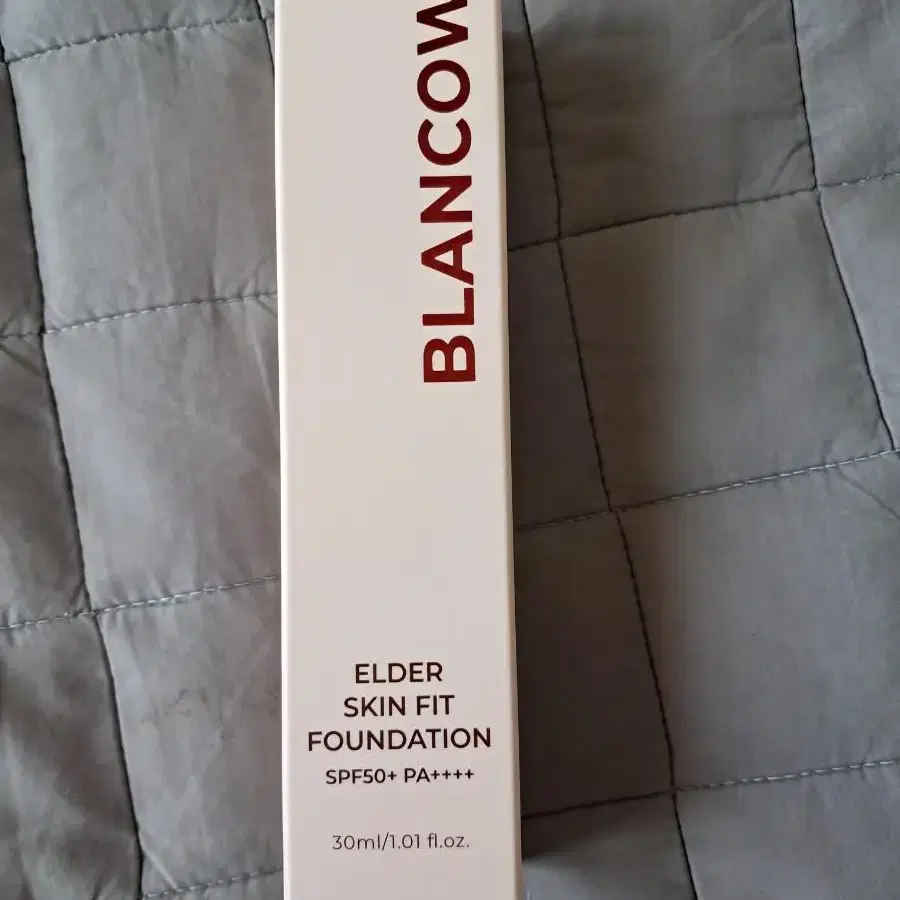 BLANCOW
ELDER
SKIN FIT
FOUNDATION
SPF50+ PA++++
30ml/1.01 fl.oz.